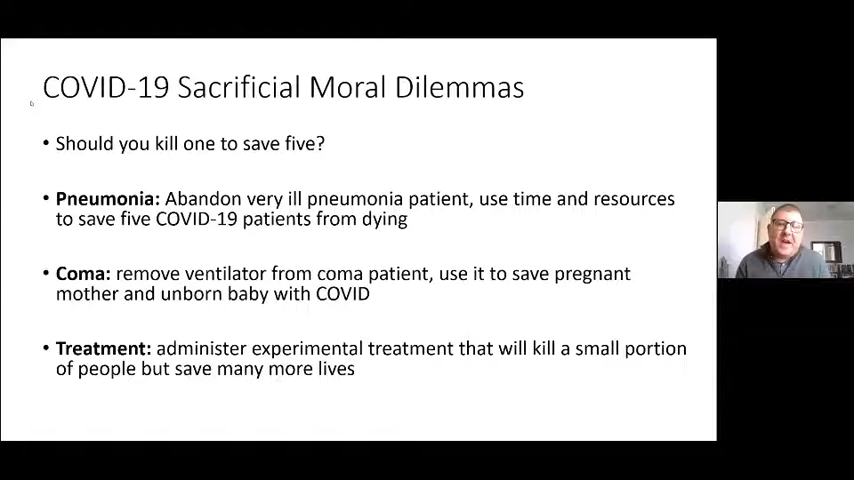 COVID-19 Sacrificial Moral Dilemmas
• Should you kill one to save five?
• Pneumonia: Abandon very ill pneumonia patient, use time and resources
to save five COVID-19 patients from dying
• Coma: remove ventilator from coma patient, use it to save pregnant
mother and unborn baby with COVID
• Treatment: administer experimental treatment that will kill a small portion
of people but save many more lives